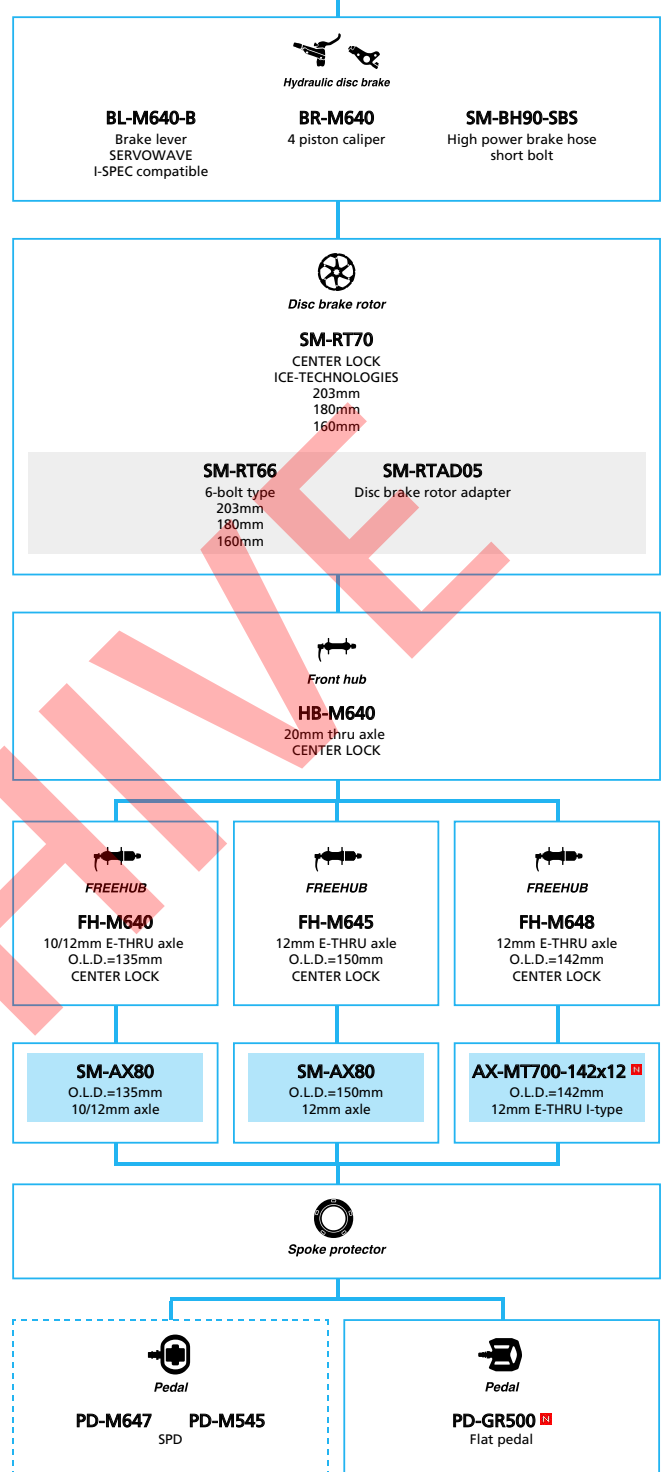 Hydraulic disc brake
BL-M640-B
Brake lever
SERVOWAVE
I-SPEC compatible
BR-M640
4 piston caliper
SM-BH90-SBS
High power brake hose
short bolt
Disc brake rotor
SM-RT70
CENTER LOCK
ICE-TECHNOLOGIES
203mm
180mm
160mm
SM-RT66
6-bolt type
203mm
180mm
160mm
SM-RTAD05
Disc brake rotor adapter
Front hub
HB-M640
20mm thru axle
CENTER LOCK
FREEHUB
FH-M640
10/12mm E-THRU axle
O.L.D.=135mm
CENTER LOCK
FREEHUB
FH-M645
12mm E-THRU axle
O.L.D.=150mm
CENTER LOCK
FREEHUB
FH-M648
12mm E-THRU axle
O.L.D.=142mm
CENTER LOCK
SM-AX80
O.L.D.=135mm
10/12mm axle
SM-AX80
O.L.D.=150mm
12mm axle
AX-MT700-142x12 N
O.L.D.=142mm
12mm E-THRU I-type
Spoke protector
Pedal
PD-M647 PD-M545
SPD
Pedal
PD-GR500 N
Flat pedal
HIVE